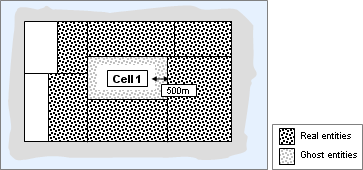 Cell 1
500m
Real entities
Ghost entities